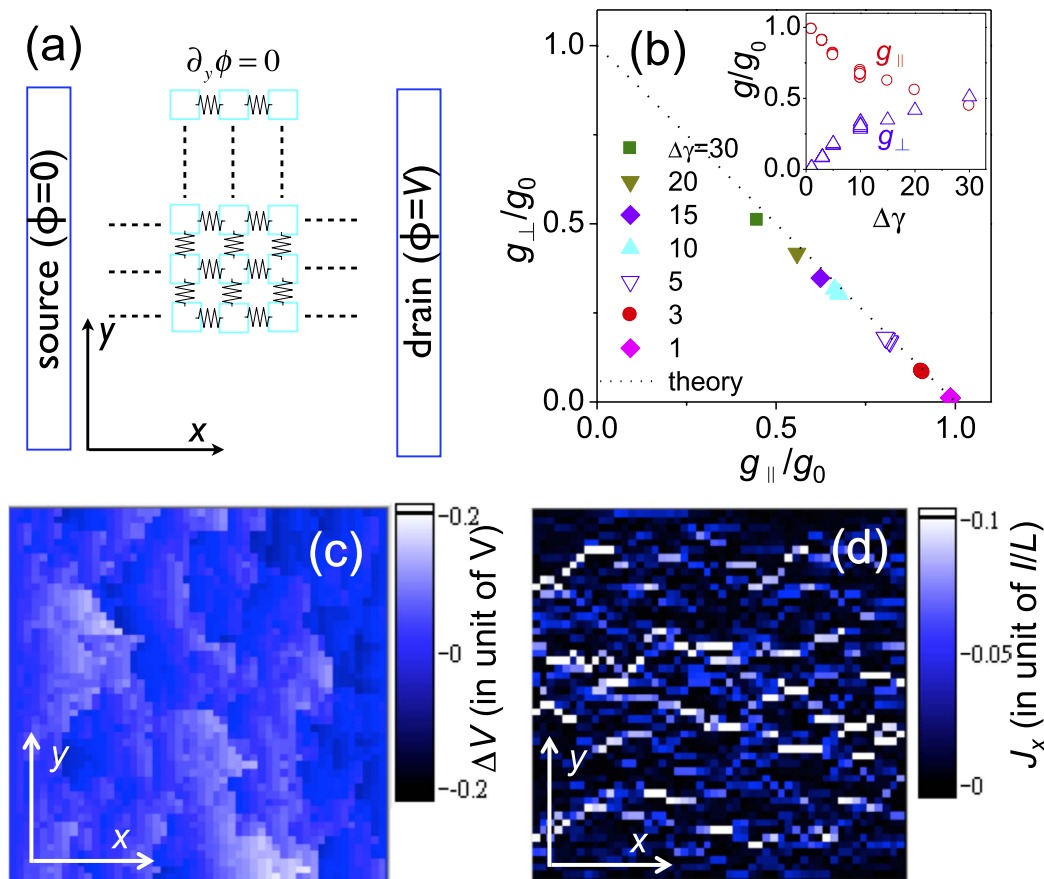 (a)
∂yϕ=0
source (ϕ=0)
drain (ϕ=V)
y
x
(b)
1.0
0.5
0.0
g⊥/g0
Δγ=30
20
15
10
5
3
1
theory
0.0
0.5
1.0
g∥/g0
1.0
0.5
0.0
g/g0
g∥
g⊥
0
10
20
30
Δγ
(c)
y
x
-0.2
-0
--0.2
ΔV (in unit of V)
(d)
y
x
-0.1
-0.05
-0
Jx (in unit of I/L)